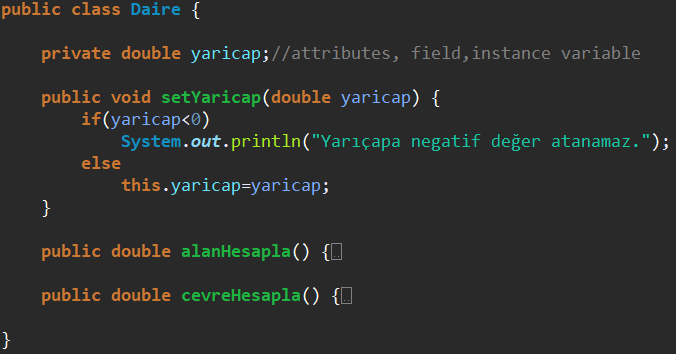 public class Daire {
private double yaricap;//attributes, field,instance variable
public void setYaricap(double yaricap) {
if(yaricap<0)
System.out.println("Yarıçapa negatif değer atanamaz.");
else
this.yaricap=yaricap;
}
public double alanHesapla() {..
public double cevreHesapla() {..
}